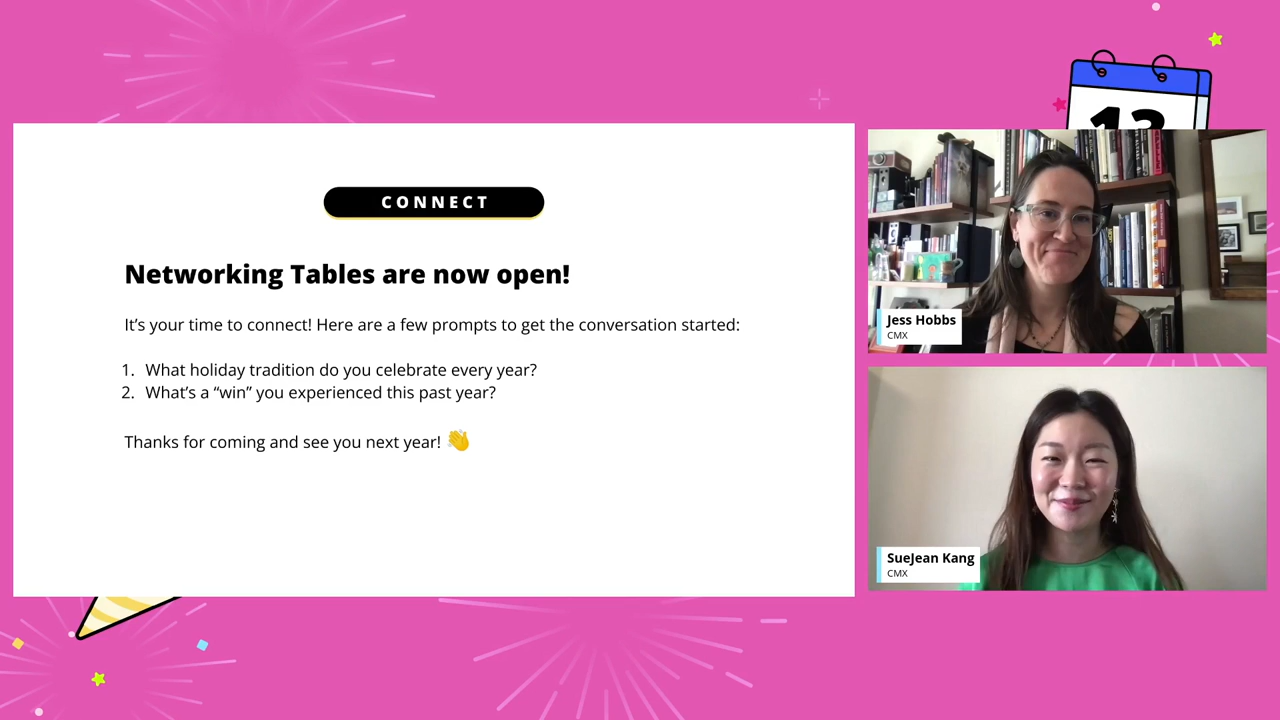 CONNECT
Networking Tables are now open!
It’s your time to connect! Here are a few prompts to get the conversation started:
1. What holiday tradition do you celebrate every year?
2. What’s a “win” you experienced this past year?
Thanks for coming and see you next year! 👋
Jess Hobbs
CMX
SueJean Kang
CMX